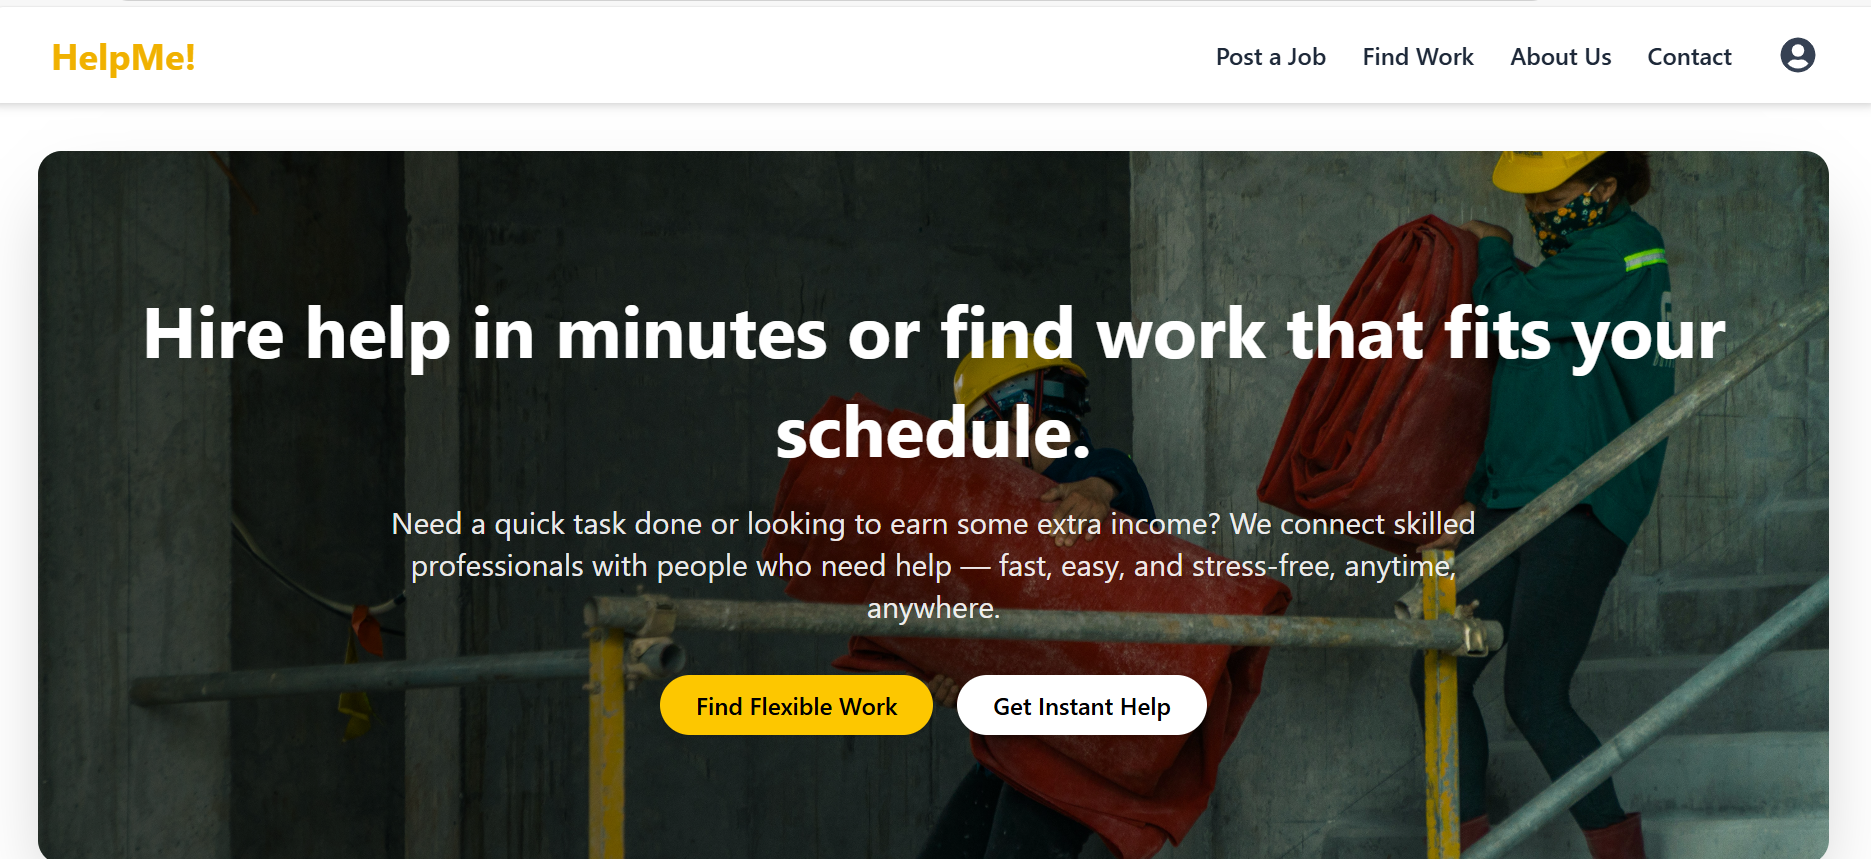 HelpMe!
Post a Job
Find Work
About Us
Contact
Hire help in minutes or find work that fits your
schedule.
Need a quick task done or looking to earn some extra income? We connect skilled
professionals with people who need help — fast, easy, and stress-free, anytime,
anywhere.
Find Flexible Work
Get Instant Help